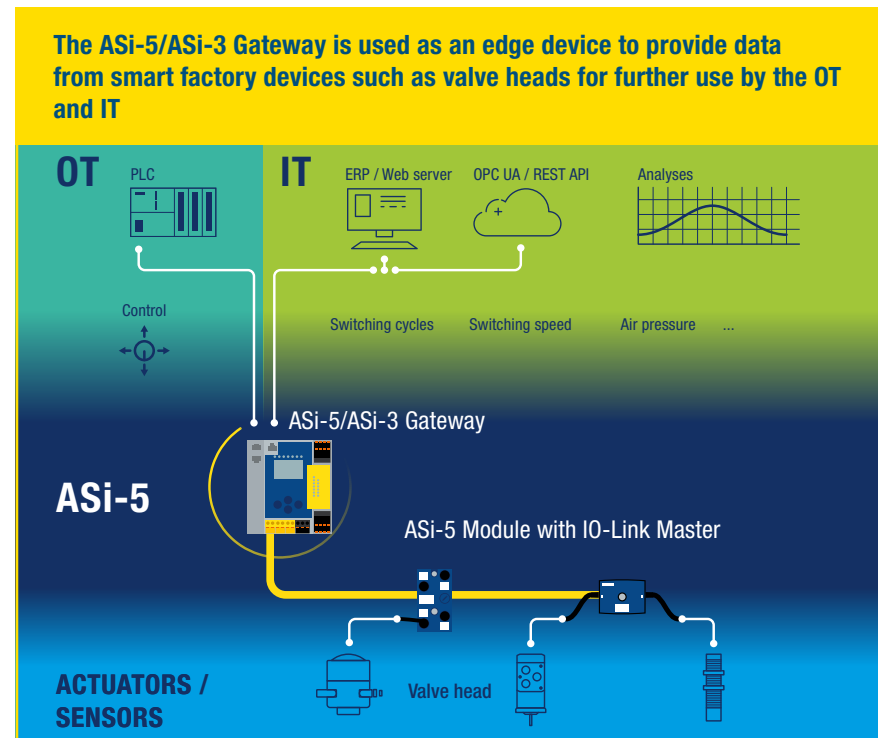 The ASi-5/ASi-3 Gateway is used as an edge device to provide data
from smart factory devices such as valve heads for further use by the OT
and IT
OT
PLC
IT
ERP / Web server
OPC UA / REST API
Analyses
Control
Switching cycles
Switching speed
Air pressure
...
ASi-5/ASi-3 Gateway
ASi-5
ASi-5 Module with IO-Link Master
ACTUATORS /
SENSORS
Valve head